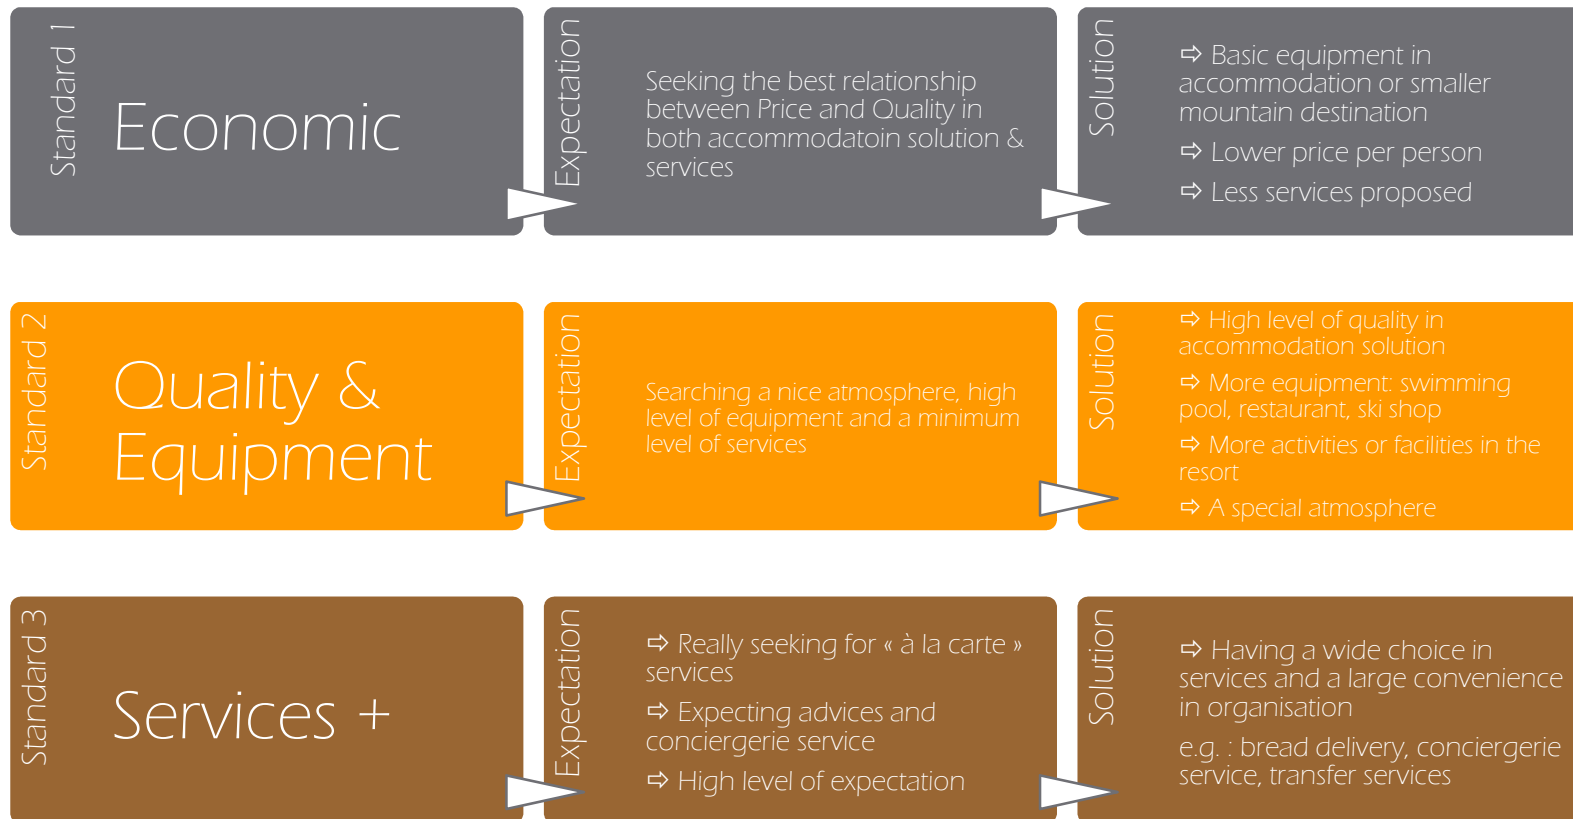 Standard 1
Economic
Expectation
Seeking the best relationship
between Price and Quality in
both accommodatoin solution &
services
Solution
⇨ Basic equipment in
accommodation or smaller
mountain destination
⇨ Lower price per person
⇨ Less services proposed
Standard 2
Quality &
Equipment
Expectation
Searching a nice atmosphere, high
level of equipment and a minimum
level of services
Solution
⇨ High level of quality in
accommodation solution
⇨ More equipment: swimming
pool, restaurant, ski shop
⇨ More activities or facilities in the
resort
⇨ A special atmosphere
Standard 3
Services +
Expectation
⇨ Really seeking for « à la carte »
services
⇨ Expecting advices and
conciergerie service
⇨ High level of expectation
Solution
⇨ Having a wide choice in
services and a large convenience
in organisation
e.g. : bread delivery, conciergerie
service, transfer services